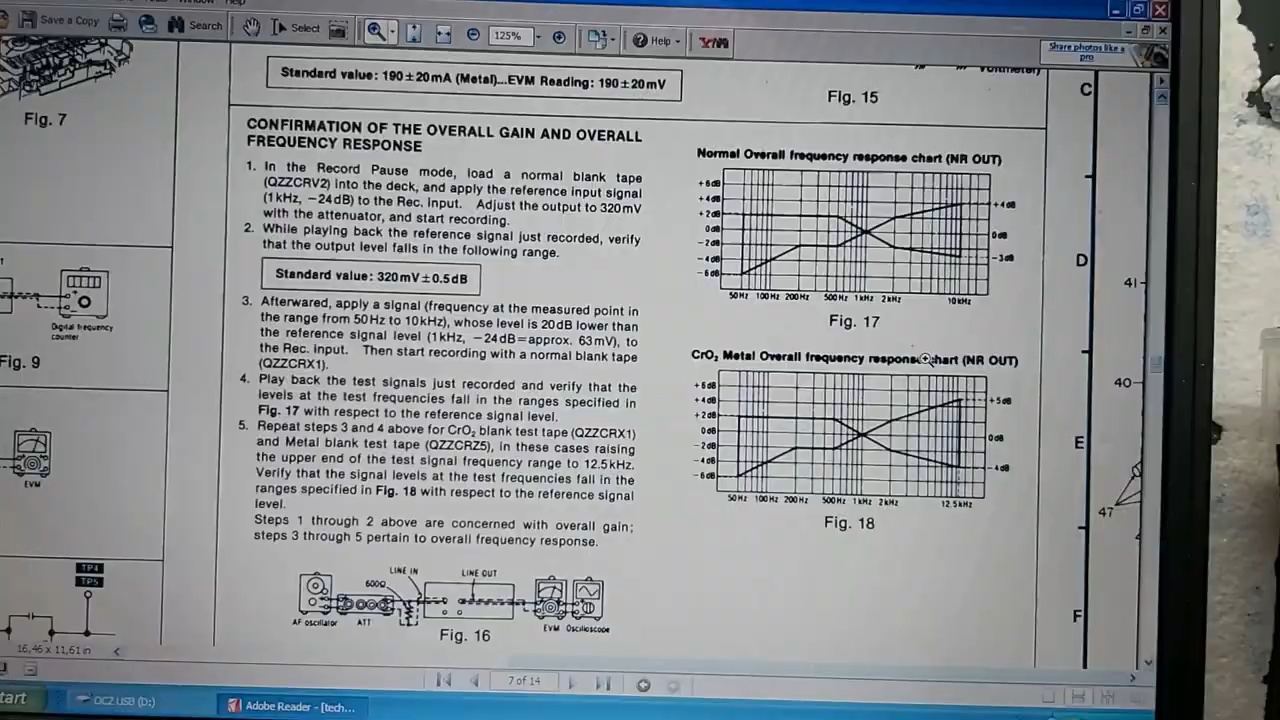 Help
Save a Copy
Search
Select
125%
Help
Share photos like a
pro
Standard value: 190±20mA (Metal)...EVM Reading: 190±20mV
Fig. 15
Fig. 7
C
CONFIRMATION OF THE OVERALL GAIN AND OVERALL
FREQUENCY RESPONSE
1. In the Record Pause mode, load a normal blank tape
(QZZCRV2) into the deck, and apply the reference input signal
(1kHz, −24dB) to the Rec. input. Adjust the output to 320mV
with the attenuator, and start recording.
2. While playing back the reference signal just recorded, verify
that the output level falls in the following range.
Standard value: 320mV±0.5dB
3. Afterwared, apply a signal (frequency at the measured point in
the range from 50Hz to 10kHz), whose level is 20dB lower than
the reference signal level (1kHz, −24dB=approx. 63mV), to
the Rec. input. Then start recording with a normal blank tape
(QZZCRX1).
4. Play back the test signals just recorded and verify that the
levels at the test frequencies fall in the ranges specified in
Fig. 17 with respect to the reference signal level.
5. Repeat steps 3 and 4 above for CrO₂ blank test tape (QZZCRX1)
and Metal blank test tape (QZZCRZ5), in these cases raising
the upper end of the test signal frequency range to 12.5kHz.
Verify that the signal levels at the test frequencies fall in the
ranges specified in Fig. 18 with respect to the reference signal
level.
Steps 1 through 2 above are concerned with overall gain;
steps 3 through 5 pertain to overall frequency response.
LINE IN
LINE OUT
600Ω
AF oscillator
ATT
EVM
Oscilloscope
Fig. 16
Normal Overall frequency response chart (NR OUT)
+6dB
+4dB
+2dB
0dB
−2dB
−4dB
−6dB
+4dB
0dB
−3dB
50Hz 100Hz 200Hz 500Hz 1kHz 2kHz 10kHz
Fig. 17
CrO₂ Metal Overall frequency response chart (NR OUT)
+6dB
+4dB
+2dB
0dB
−2dB
−4dB
−6dB
+5dB
0dB
−4dB
50Hz 100Hz 200Hz 500Hz 1kHz 2kHz 12.5kHz
Fig. 18
Digital frequency
counter
Fig. 9
EVM
TP4
TP5
D
E
F
41
40
47
16,46 x 11,61 in
7 of 14
OCZ USB (D:)
Adobe Reader - [tech...